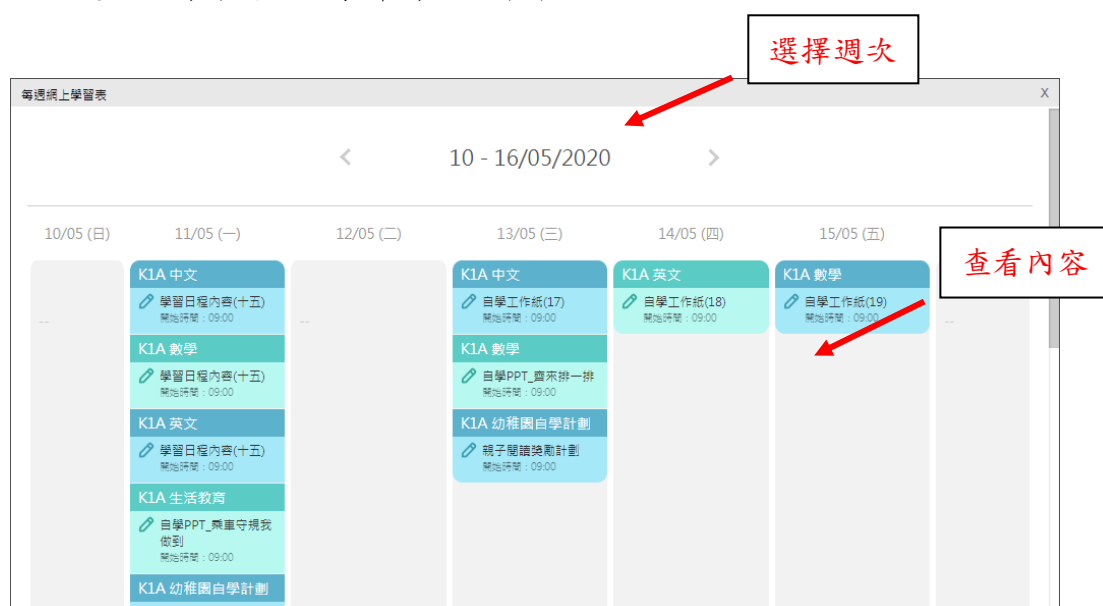 選擇週次
每週網上學習表
X
< 10 - 16/05/2020 >
10/05 (日) 11/05 (一) 12/05 (二) 13/05 (三) 14/05 (四) 15/05 (五)
查看內容
K1A 中文
學習日程內容(十五)
開始時間：09:00
K1A 數學
學習日程內容(十五)
開始時間：09:00
K1A 英文
學習日程內容(十五)
開始時間：09:00
K1A 生活教育
自學PPT_乘車守規我
做到
開始時間：09:00
K1A 幼稚園自學計劃
K1A 中文
自學工作紙(17)
開始時間：09:00
K1A 數學
自學PPT_齊來排一排
開始時間：09:00
K1A 幼稚園自學計劃
親子閱讀獎勵計劃
開始時間：09:00
K1A 英文
自學工作紙(18)
開始時間：09:00
K1A 數學
自學工作紙(19)
開始時間：09:00
--
--
--